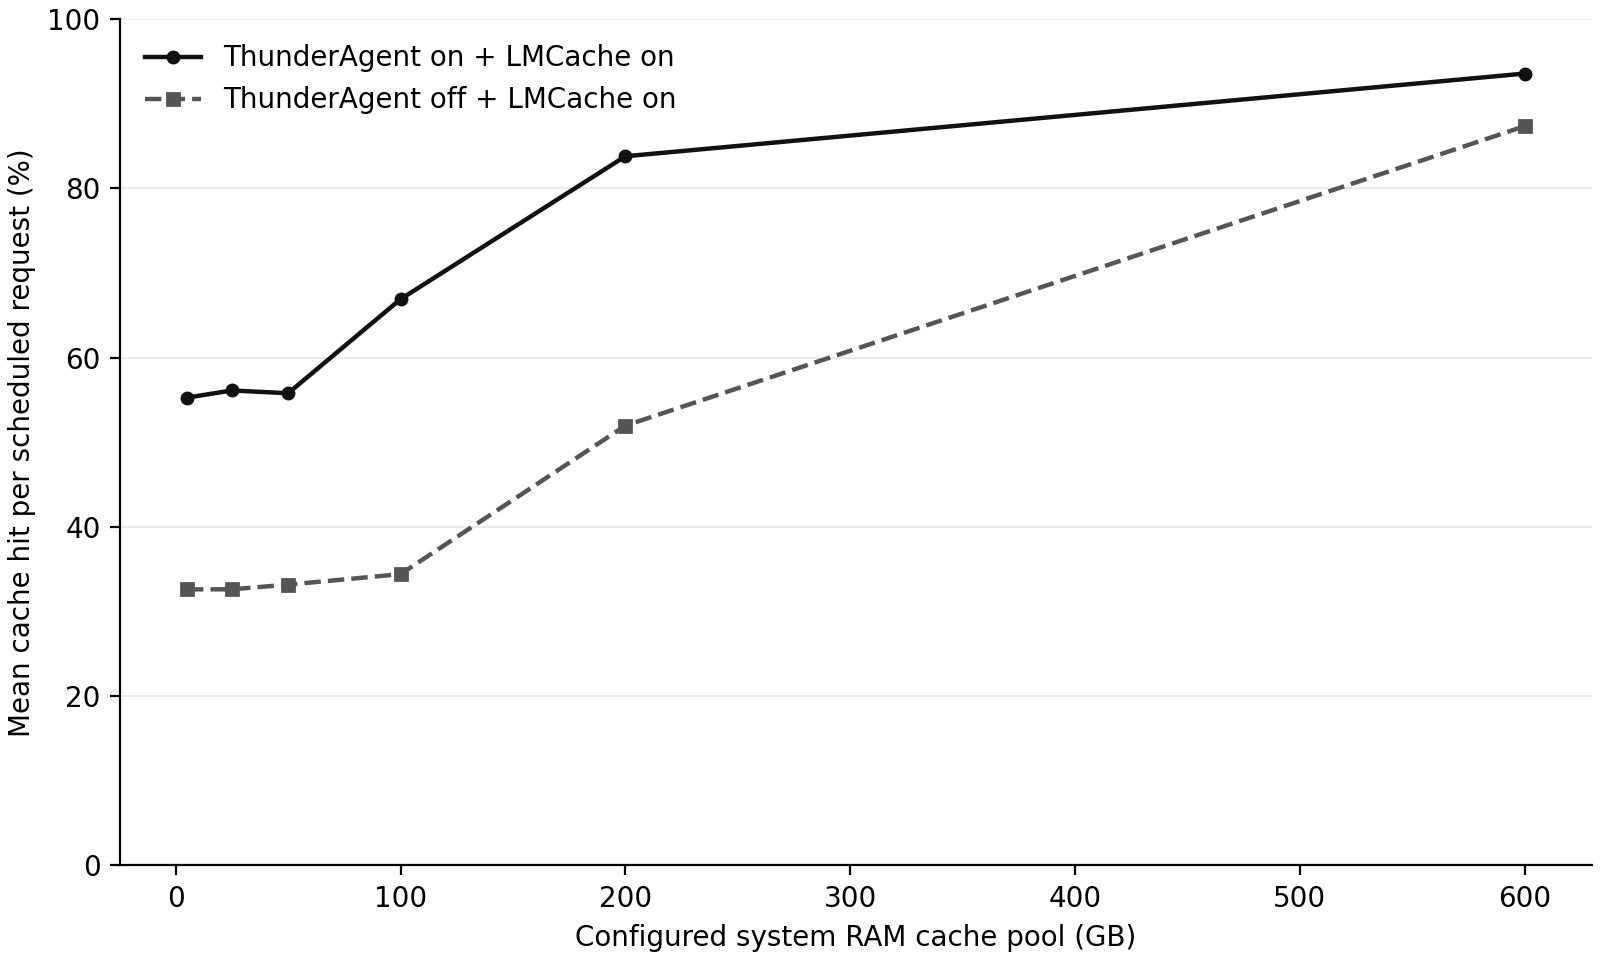 100
ThunderAgent on + LMCache on
ThunderAgent off + LMCache on
80
60
40
20
0
Mean cache hit per scheduled request (%)
0 100 200 300 400 500 600
Configured system RAM cache pool (GB)